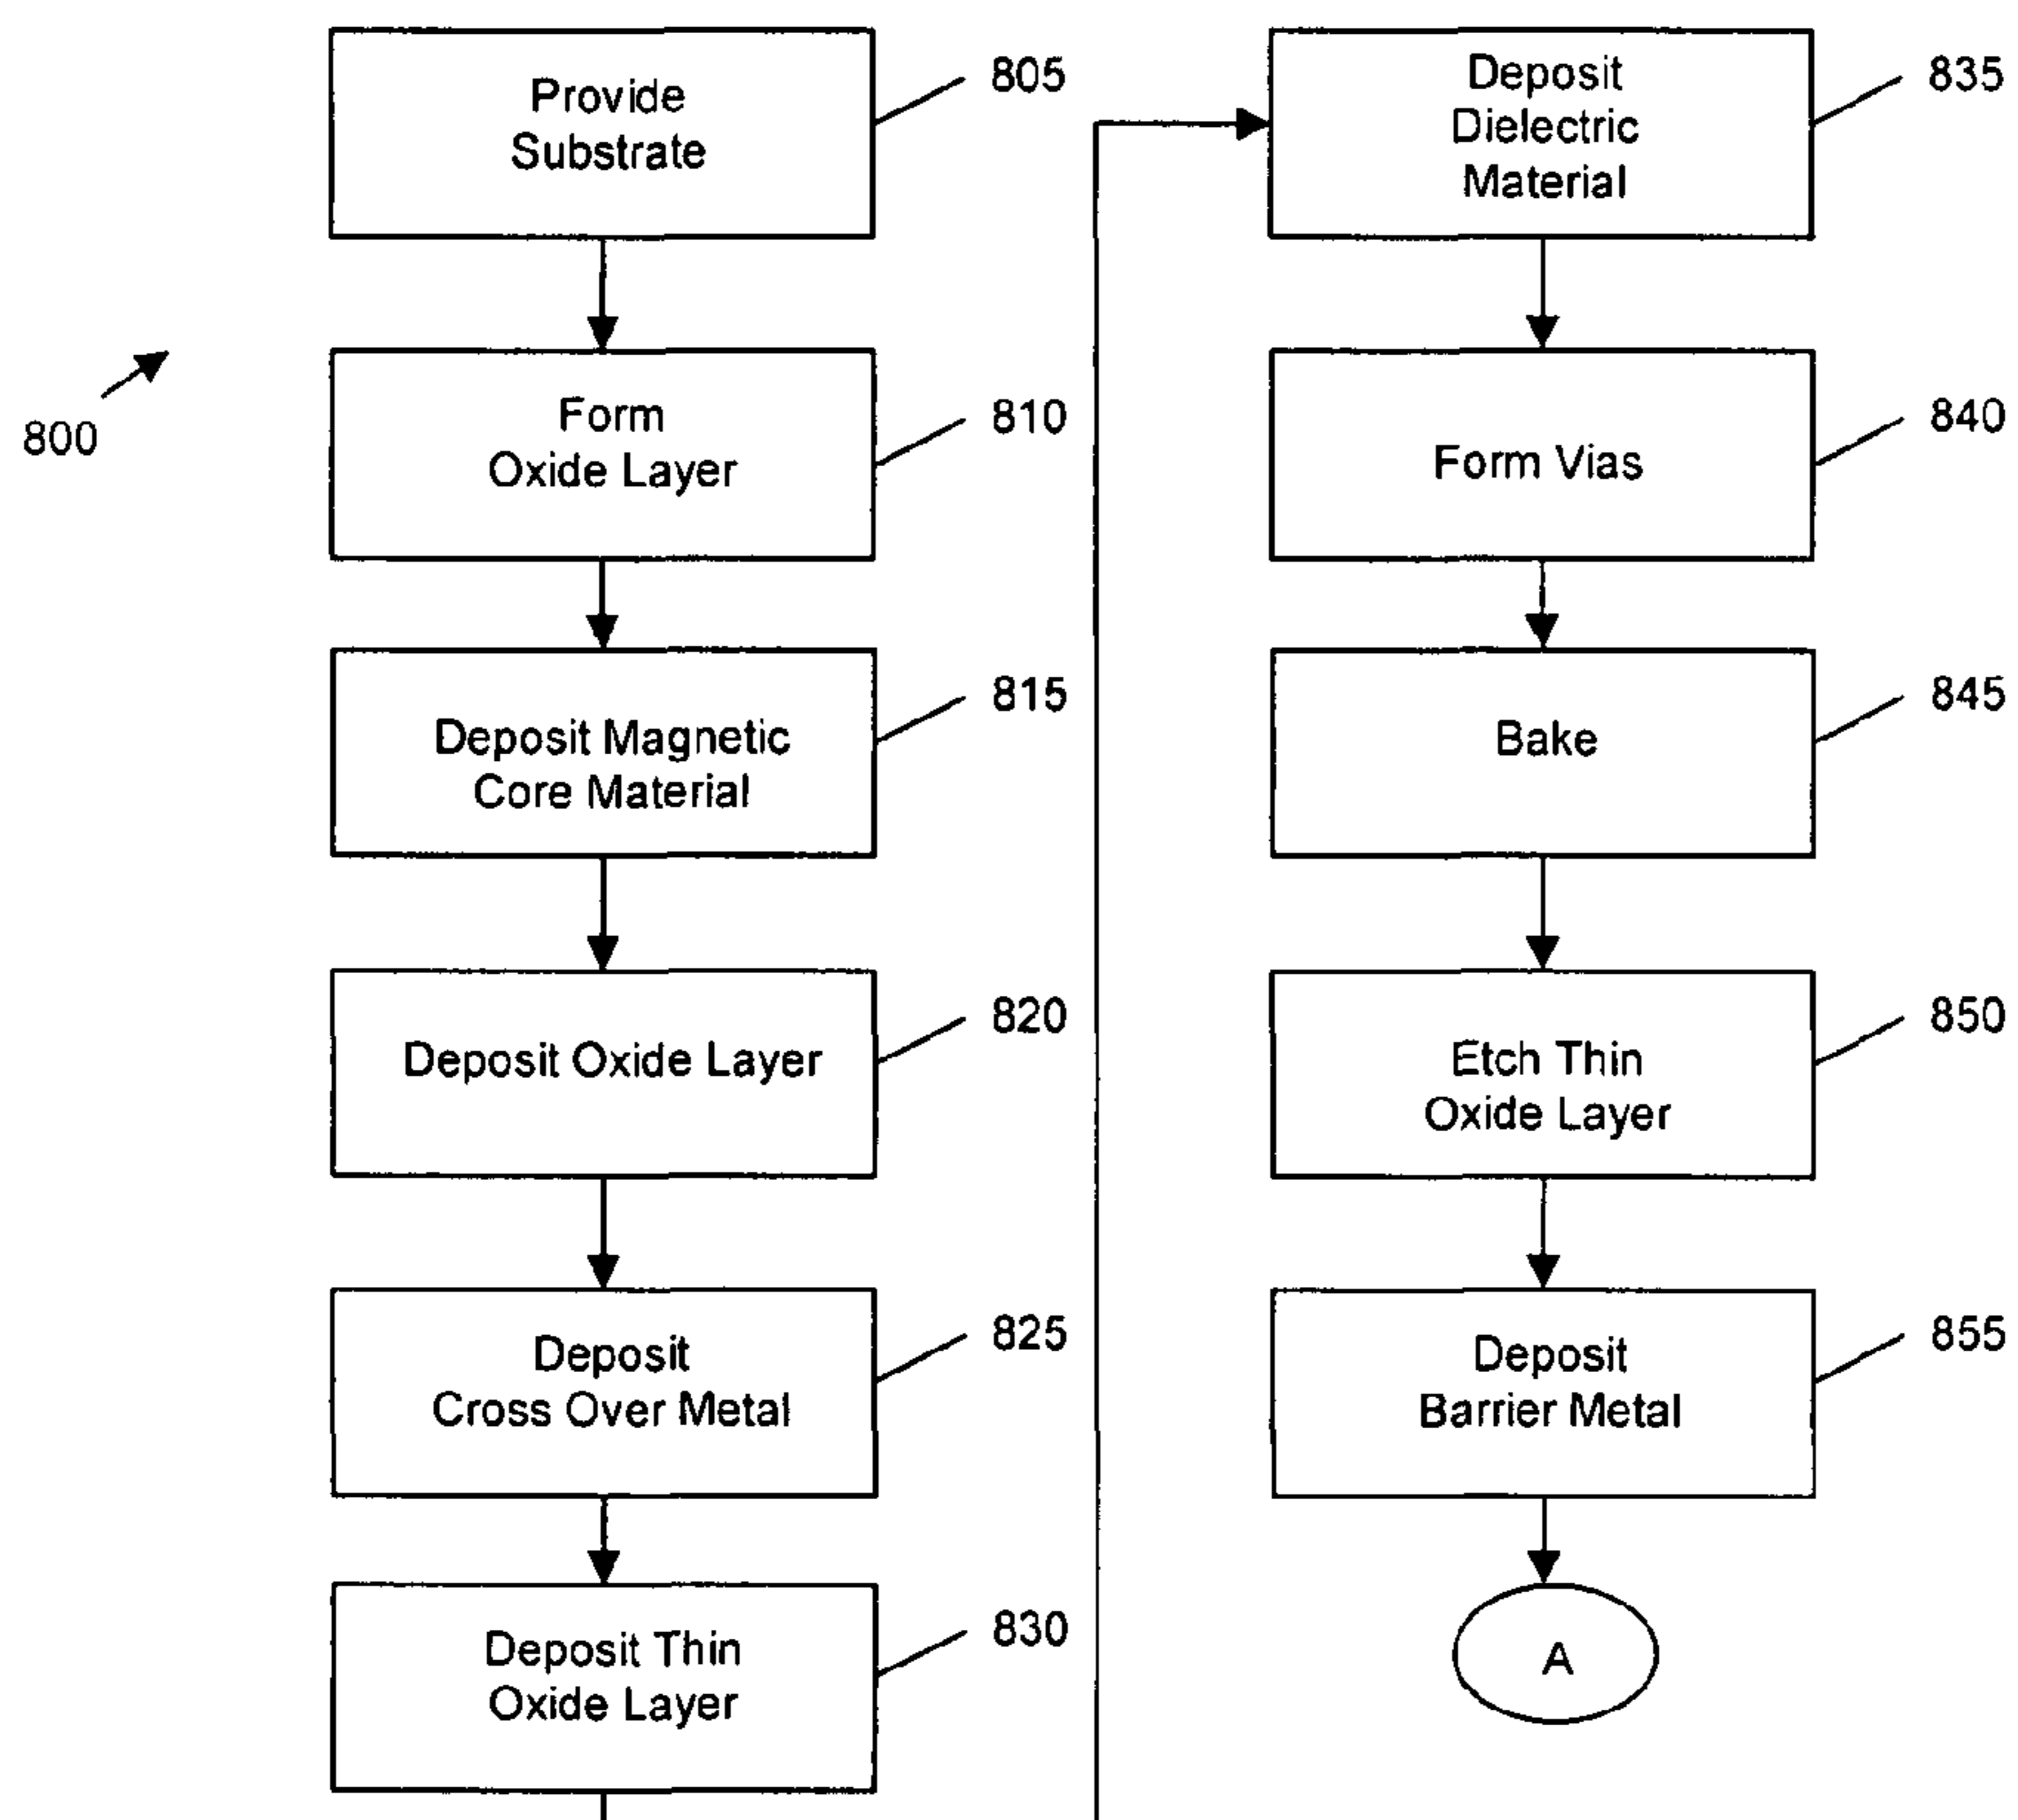 800
Provide
Substrate
805
Form
Oxide Layer
810
Deposit Magnetic
Core Material
815
Deposit Oxide Layer
820
Deposit
Cross Over Metal
825
Deposit Thin
Oxide Layer
830
Deposit
Dielectric
Material
835
Form Vias
840
Bake
845
Etch Thin
Oxide Layer
850
Deposit
Barrier Metal
855
A